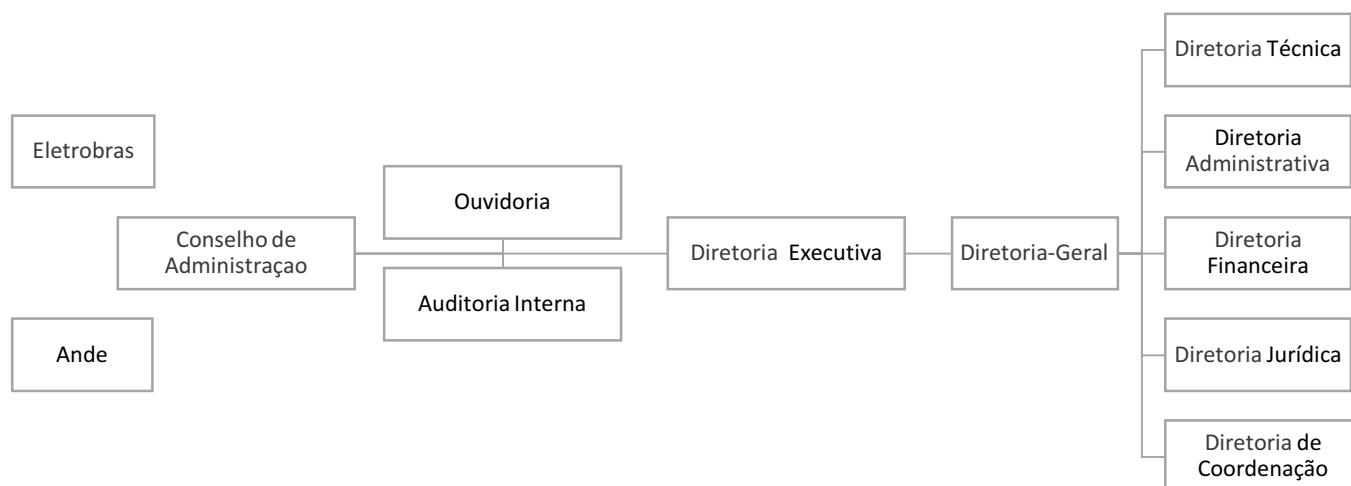 Eletrobras
Ande
Conselho de
Administraçao
Ouvidoria
Auditoria Interna
Diretoria Executiva
Diretoria-Geral
Diretoria Técnica
Diretoria
Administrativa
Diretoria
Financeira
Diretoria Jurídica
Diretoria de
Coordenação